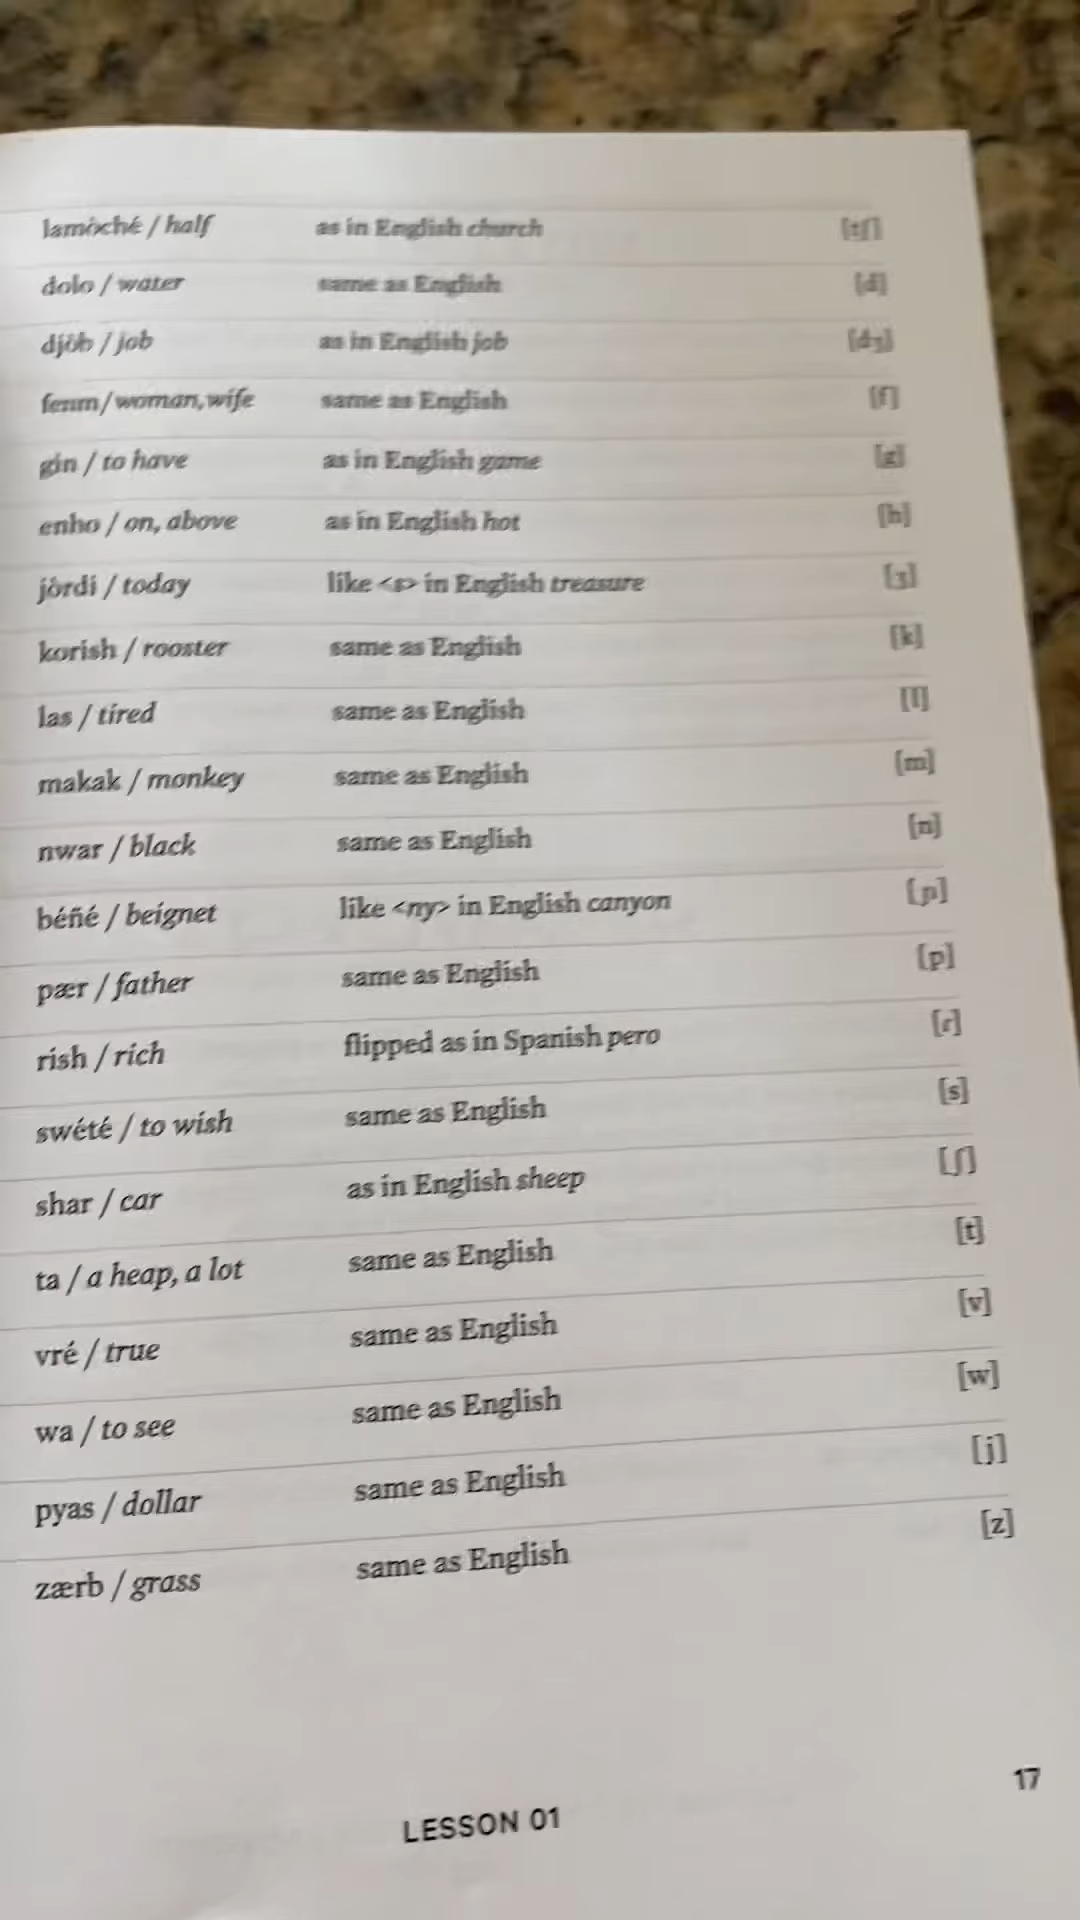 lamòché / half as in English church [tʃ]
dolo / water same as English [d]
djòb / job as in English job [dʒ]
fenm / woman, wife same as English [f]
gin / to have as in English game [g]
enho / on, above as in English hot [h]
jòrdi / today like <s> in English treasure [ʒ]
korish / rooster same as English [k]
las / tired same as English [l]
makak / monkey same as English [m]
nwar / black same as English [n]
béñé / beignet like <ny> in English canyon [ɲ]
pær / father same as English [p]
rish / rich flipped as in Spanish pero [ɾ]
swété / to wish same as English [s]
shar / car as in English sheep [ʃ]
ta / a heap, a lot same as English [t]
vré / true same as English [v]
wa / to see same as English [w]
pyas / dollar same as English [j]
zærb / grass same as English [z]
17
LESSON 01